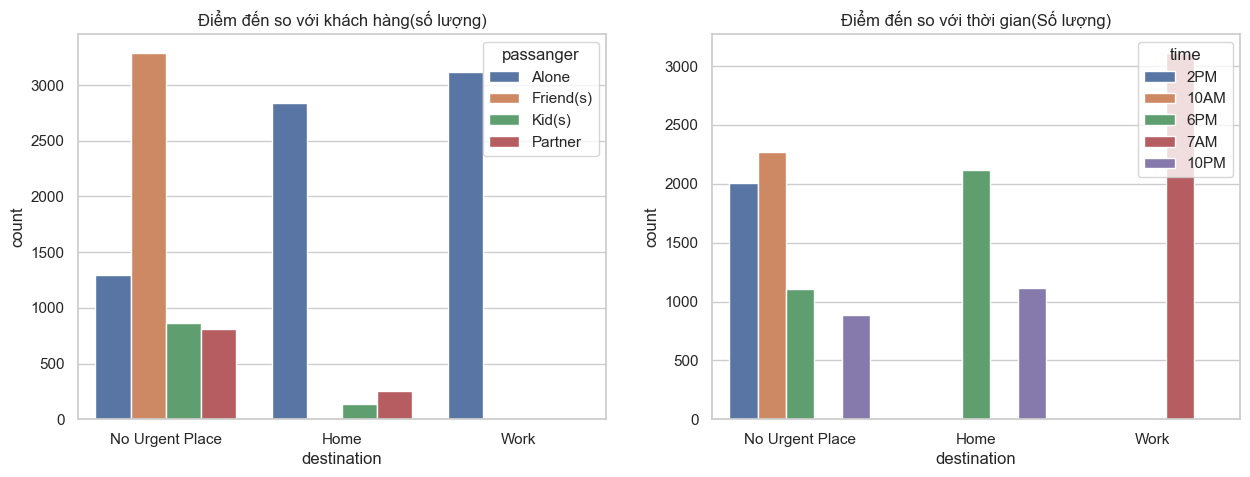 Điểm đến so với khách hàng(số lượng)
passanger
Alone
Friend(s)
Kid(s)
Partner
3000
2500
2000
1500
1000
500
0
count
No Urgent Place
Home
Work
destination
Điểm đến so với thời gian(Số lượng)
time
2PM
10AM
6PM
7AM
10PM
3000
2500
2000
1500
1000
500
0
count
No Urgent Place
Home
Work
destination